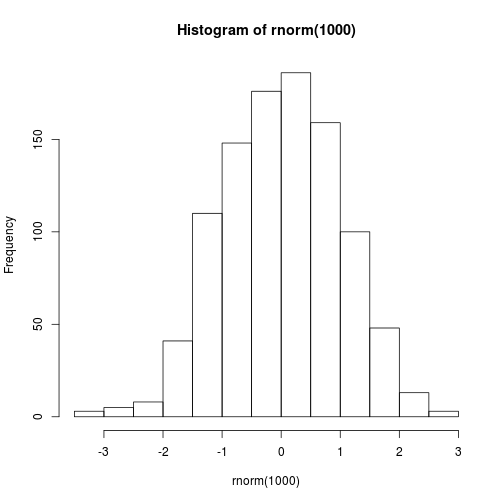 Histogram of rnorm(1000)
Frequency
150
100
50
0
-3 -2 -1 0 1 2 3
rnorm(1000)